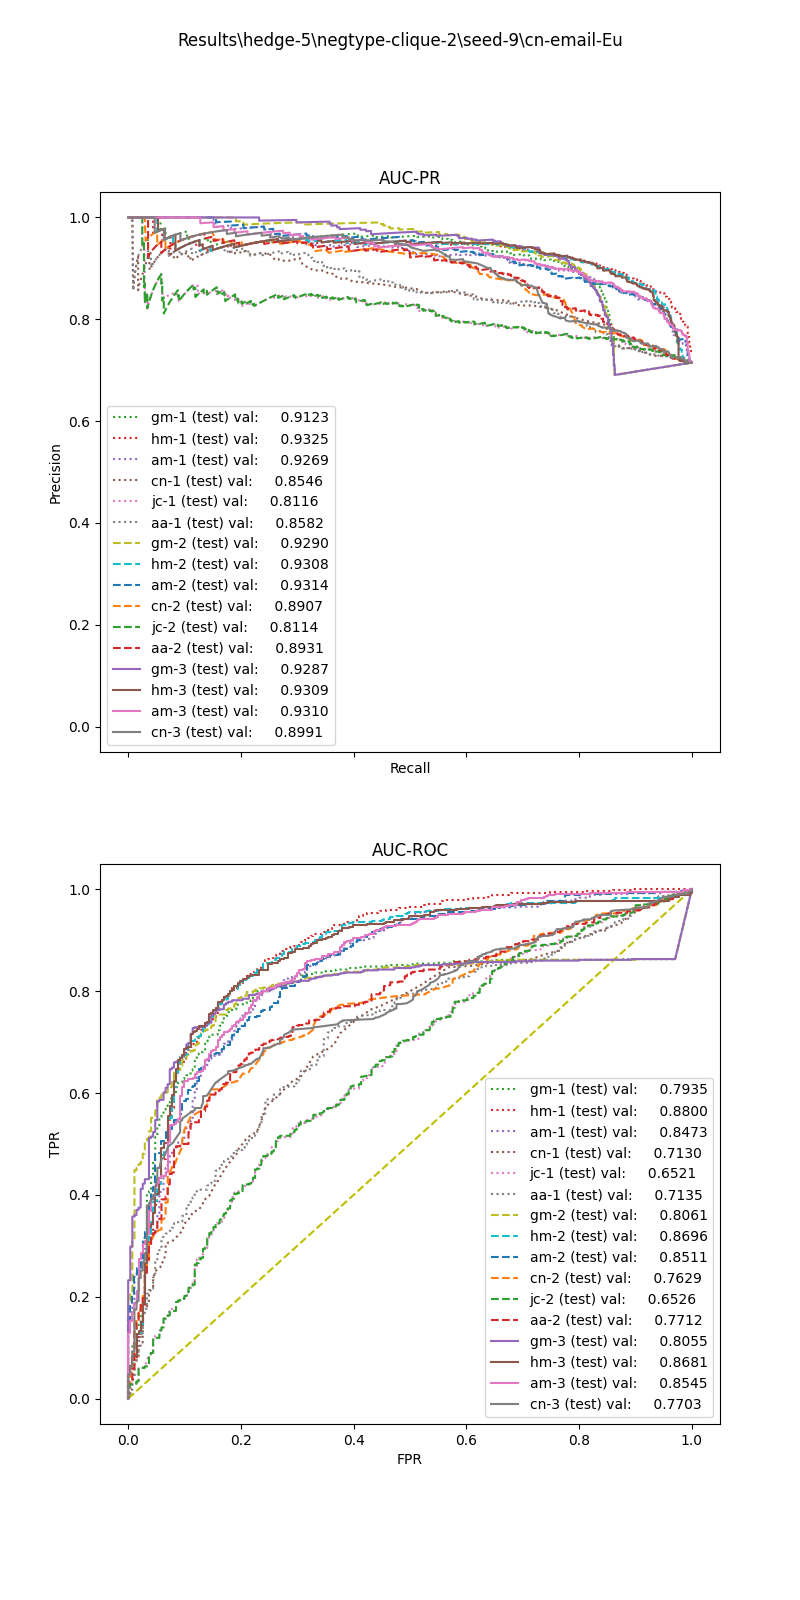 Results\hedge-5\negtype-clique-2\seed-9\cn-email-Eu
AUC-PR
1.0
0.8
0.6
0.4
0.2
0.0
Precision
gm-1 (test) val: 0.9123
hm-1 (test) val: 0.9325
am-1 (test) val: 0.9269
cn-1 (test) val: 0.8546
jc-1 (test) val: 0.8116
aa-1 (test) val: 0.8582
gm-2 (test) val: 0.9290
hm-2 (test) val: 0.9308
am-2 (test) val: 0.9314
cn-2 (test) val: 0.8907
jc-2 (test) val: 0.8114
aa-2 (test) val: 0.8931
gm-3 (test) val: 0.9287
hm-3 (test) val: 0.9309
am-3 (test) val: 0.9310
cn-3 (test) val: 0.8991
Recall
AUC-ROC
1.0
0.8
0.6
0.4
0.2
0.0
TPR
gm-1 (test) val: 0.7935
hm-1 (test) val: 0.8800
am-1 (test) val: 0.8473
cn-1 (test) val: 0.7130
jc-1 (test) val: 0.6521
aa-1 (test) val: 0.7135
gm-2 (test) val: 0.8061
hm-2 (test) val: 0.8696
am-2 (test) val: 0.8511
cn-2 (test) val: 0.7629
jc-2 (test) val: 0.6526
aa-2 (test) val: 0.7712
gm-3 (test) val: 0.8055
hm-3 (test) val: 0.8681
am-3 (test) val: 0.8545
cn-3 (test) val: 0.7703
0.0 0.2 0.4 0.6 0.8 1.0
FPR